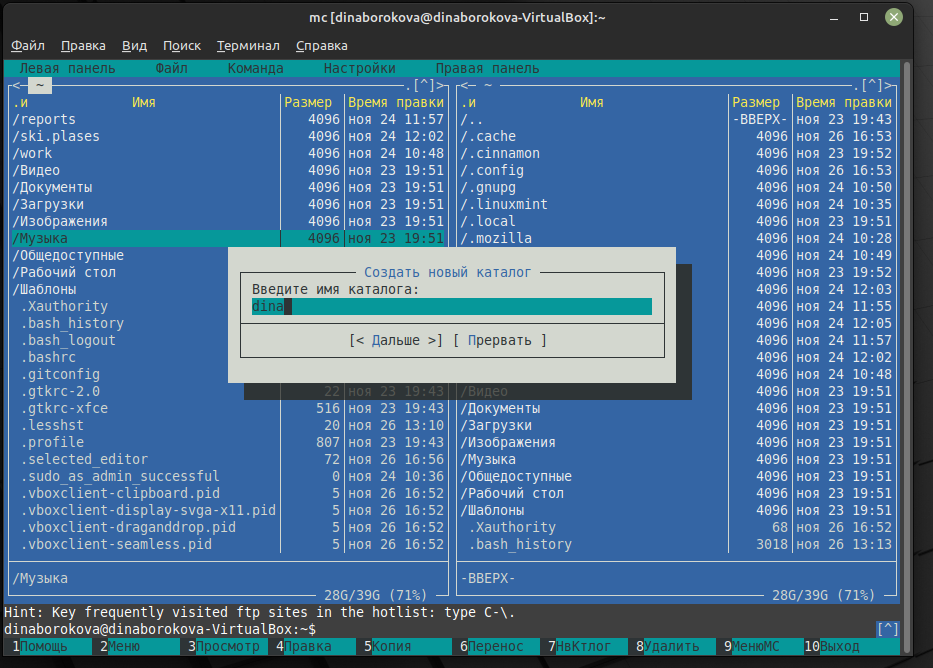 mc [dinaborokova@dinaborokova-VirtualBox]:~
Файл Правка Вид Поиск Терминал Справка
Левая панель Файл Команда Настройки Правая панель
<─ ~ ─.[^]> <─ ~ ─.[^]>
.и Имя Размер Время правки .и Имя Размер Время правки
/reports 4096 ноя 24 11:57 /.. -ВВЕРХ- ноя 23 19:43
/ski.plases 4096 ноя 24 12:02 /.cache 4096 ноя 26 16:53
/work 4096 ноя 24 10:48 /.cinnamon 4096 ноя 23 19:52
/Видео 4096 ноя 23 19:51 /.config 4096 ноя 26 16:53
/Документы 4096 ноя 23 19:51 /.gnupg 4096 ноя 24 10:50
/Загрузки 4096 ноя 23 19:51 /.linuxmint 4096 ноя 24 10:35
/Изображения 4096 ноя 23 19:51 /.local 4096 ноя 23 19:51
/Музыка 4096 ноя 23 19:51 /.mozilla 4096 ноя 24 10:28
/Общедоступные 4096 ноя 24 10:49
/Рабочий стол Создать новый каталог 4096 ноя 23 19:52
/Шаблоны Введите имя каталога: 4096 ноя 24 12:03
.Xauthority dina 4096 ноя 24 11:55
.bash_history 4096 ноя 24 12:05
.bash_logout [< Дальше >] [ Прервать ] 4096 ноя 24 11:57
.bashrc 4096 ноя 24 12:02
.gitconfig 4096 ноя 24 10:48
.gtkrc-2.0 22 ноя 23 19:43 /Видео 4096 ноя 23 19:51
.gtkrc-xfce 516 ноя 23 19:43 /Документы 4096 ноя 23 19:51
.lesshst 20 ноя 26 13:10 /Загрузки 4096 ноя 23 19:51
.profile 807 ноя 23 19:43 /Изображения 4096 ноя 23 19:51
.selected_editor 72 ноя 26 16:56 /Музыка 4096 ноя 23 19:51
.sudo_as_admin_successful 0 ноя 24 10:36 /Общедоступные 4096 ноя 23 19:51
.vboxclient-clipboard.pid 5 ноя 26 16:52 /Рабочий стол 4096 ноя 23 19:51
.vboxclient-display-svga-x11.pid 5 ноя 26 16:52 /Шаблоны 4096 ноя 23 19:51
.vboxclient-draganddrop.pid 5 ноя 26 16:52 .Xauthority 68 ноя 26 16:52
.vboxclient-seamless.pid 5 ноя 26 16:52 .bash_history 3018 ноя 26 13:13
/Музыка -ВВЕРХ-
28G/39G (71%) 28G/39G (71%)
Hint: Key frequently visited ftp sites in the hotlist: type C-\.
dinaborokova@dinaborokova-VirtualBox:~$ [^]
1Помощь 2Меню 3Просмотр 4Правка 5Копия 6Перенос 7НвКтлог 8Удалить 9МенюМС 10Выход